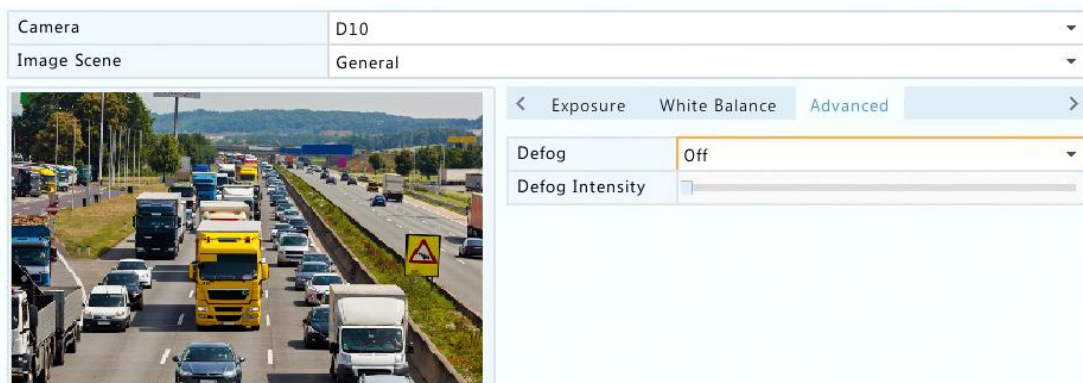 Camera D10
Image Scene General
< Exposure White Balance Advanced >
Defog Off
Defog Intensity